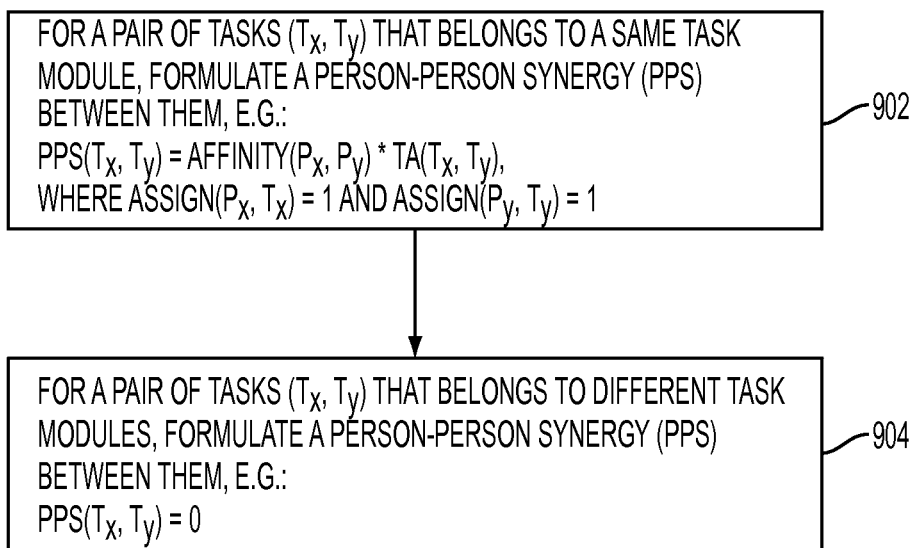 FOR A PAIR OF TASKS (Tx, Ty) THAT BELONGS TO A SAME TASK
MODULE, FORMULATE A PERSON-PERSON SYNERGY (PPS)
BETWEEN THEM, E.G.:
PPS(Tx, Ty) = AFFINITY(Px, Py) * TA(Tx, Ty),
WHERE ASSIGN(Px, Tx) = 1 AND ASSIGN(Py, Ty) = 1
902
FOR A PAIR OF TASKS (Tx, Ty) THAT BELONGS TO DIFFERENT TASK
MODULES, FORMULATE A PERSON-PERSON SYNERGY (PPS)
BETWEEN THEM, E.G.:
PPS(Tx, Ty) = 0
904